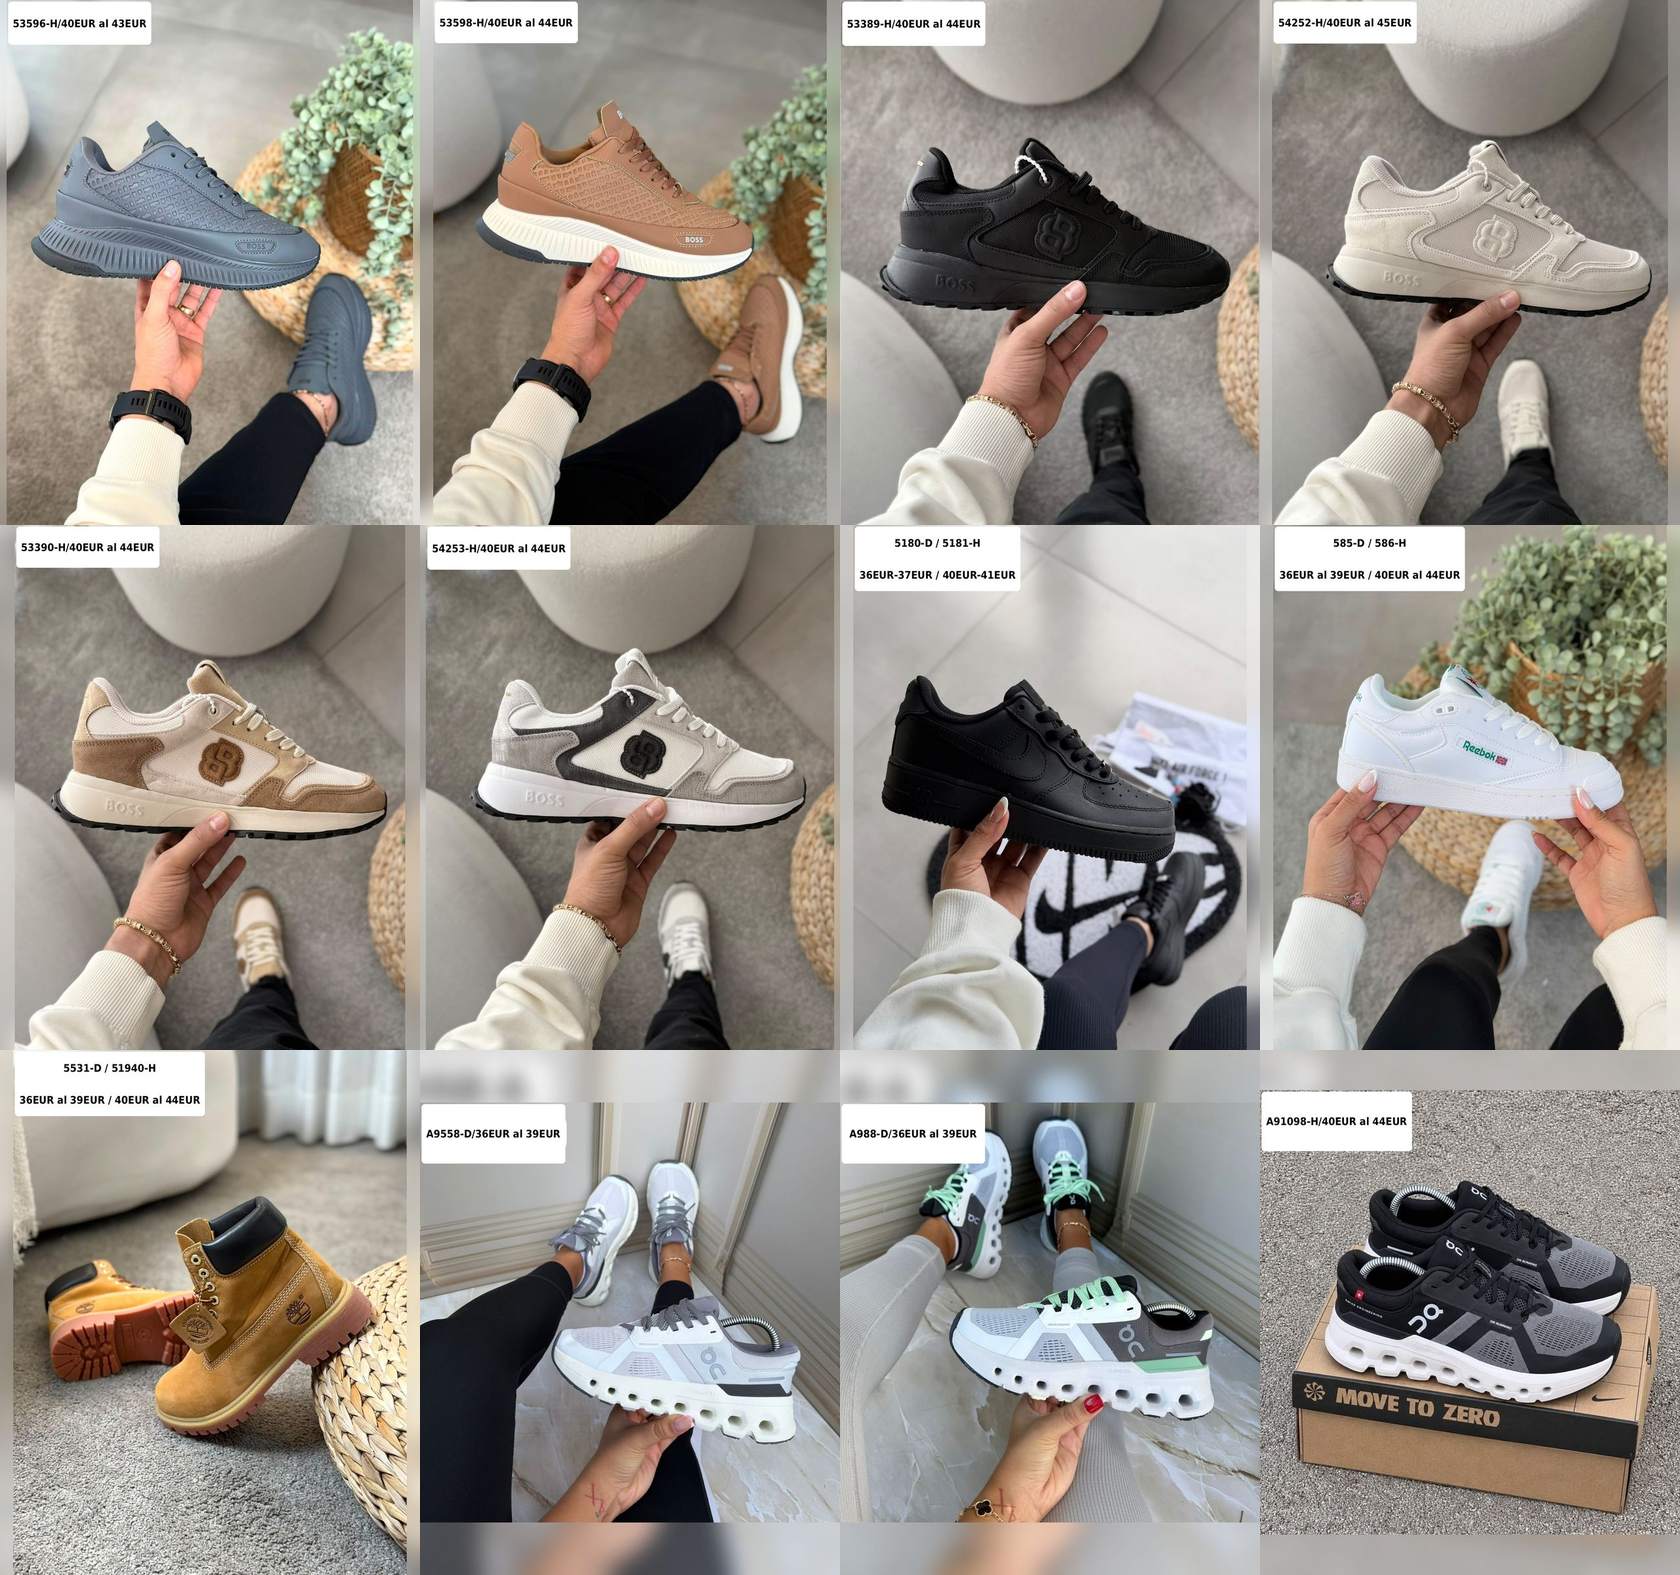 53596-H/40EUR al 43EUR
BOSS
53598-H/40EUR al 44EUR
BOSS
53389-H/40EUR al 44EUR
BOSS
54252-H/40EUR al 45EUR
BOSS
53390-H/40EUR al 44EUR
BOSS
54253-H/40EUR al 44EUR
BOSS
5180-D / 5181-H
36EUR-37EUR / 40EUR-41EUR
585-D / 586-H
36EUR al 39EUR / 40EUR al 44EUR
Reebok
5531-D / 51940-H
36EUR al 39EUR / 40EUR al 44EUR
A9558-D/36EUR al 39EUR
A988-D/36EUR al 39EUR
A91098-H/40EUR al 44EUR
MOVE TO ZERO